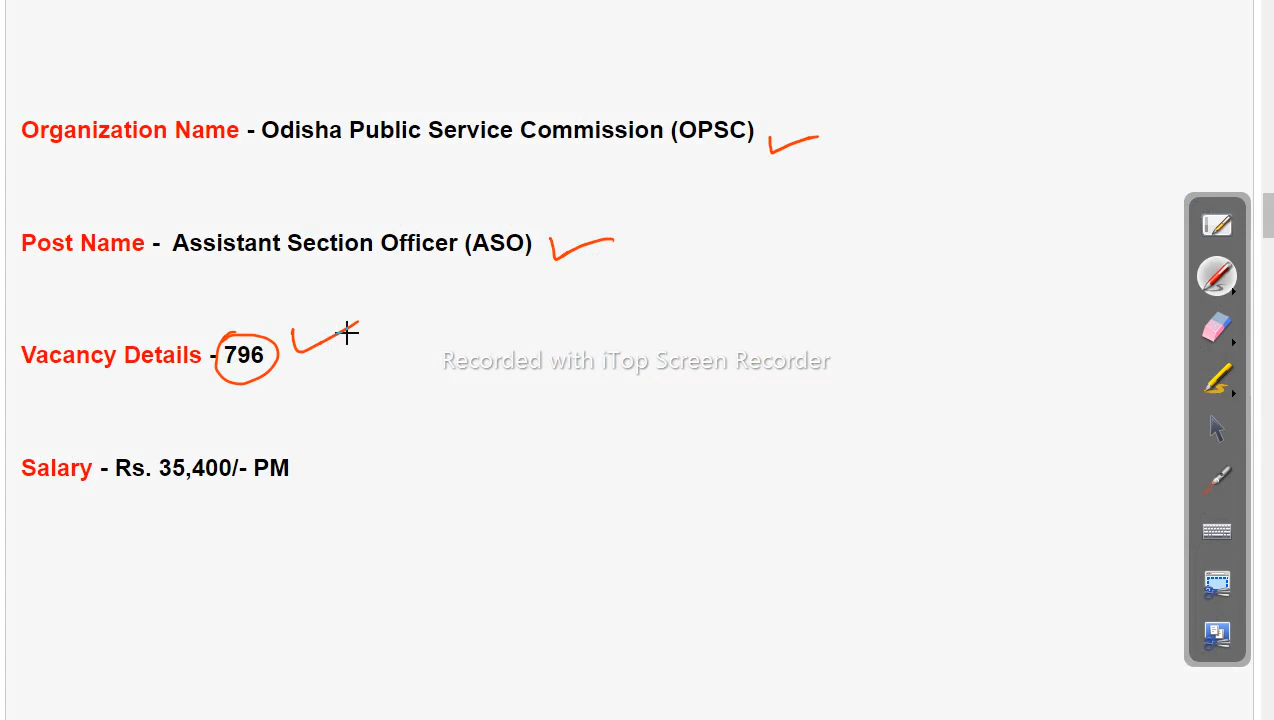 Organization Name - Odisha Public Service Commission (OPSC)
Post Name - Assistant Section Officer (ASO)
Vacancy Details - 796
Recorded with iTop Screen Recorder
Salary - Rs. 35,400/- PM